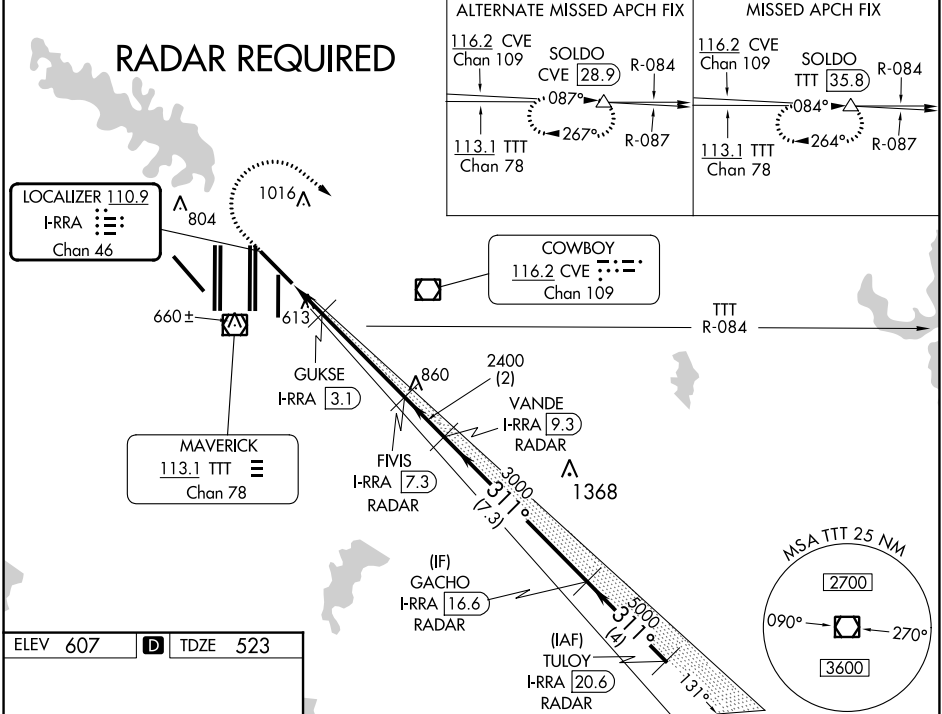 RADAR REQUIRED
ALTERNATE MISSED APCH FIX
116.2 CVE
Chan 109
SOLDO
CVE 28.9
R-084
087°
267°
113.1 TTT
Chan 78
R-087
MISSED APCH FIX
116.2 CVE
Chan 109
SOLDO
TTT 35.8
R-084
084°
264°
113.1 TTT
Chan 78
R-087
LOCALIZER 110.9
I-RRA
Chan 46
804
1016
COWBOY
116.2 CVE
Chan 109
TTT
R-084
660±
613
GUKSE
I-RRA 3.1
860
2400
(2)
VANDE
I-RRA 9.3
RADAR
MAVERICK
113.1 TTT
Chan 78
FIVIS
I-RRA 7.3
RADAR
1368
3000
311°
(7.3)
(IF)
GACHO
I-RRA 16.6
RADAR
5000
311°
(4)
(IAF)
TULOY
I-RRA 20.6
RADAR
131°
MSA TTT 25 NM
2700
090°
270°
3600
ELEV 607 D TDZE 523